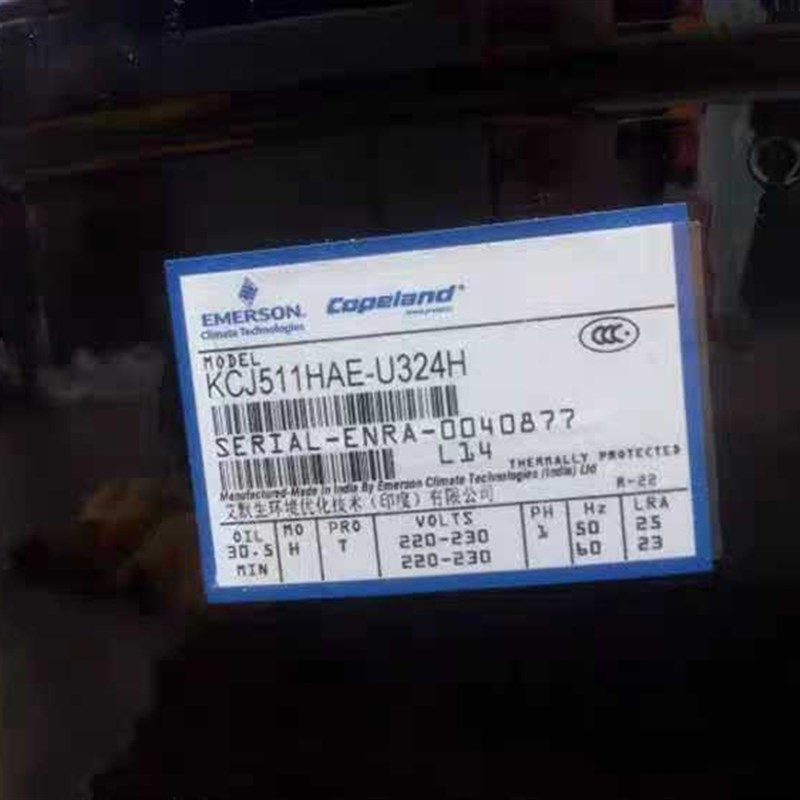 EMERSON.
Climate Technologies
Copeland®
CCC
MODEL
KCJ511HAE-U324H
SERIAL-ENRA-0040877
L14 THERMALLY PROTECTED
Manufactured-Made in India By Emerson Climate Technologies (India) Ltd
艾默生环境优化技术（印度）有限公司
R-22
OIL MO PRO VOLTS PH Hz LRA
30.5 H T 220-230 1 50 25
MIN 220-230 60 23